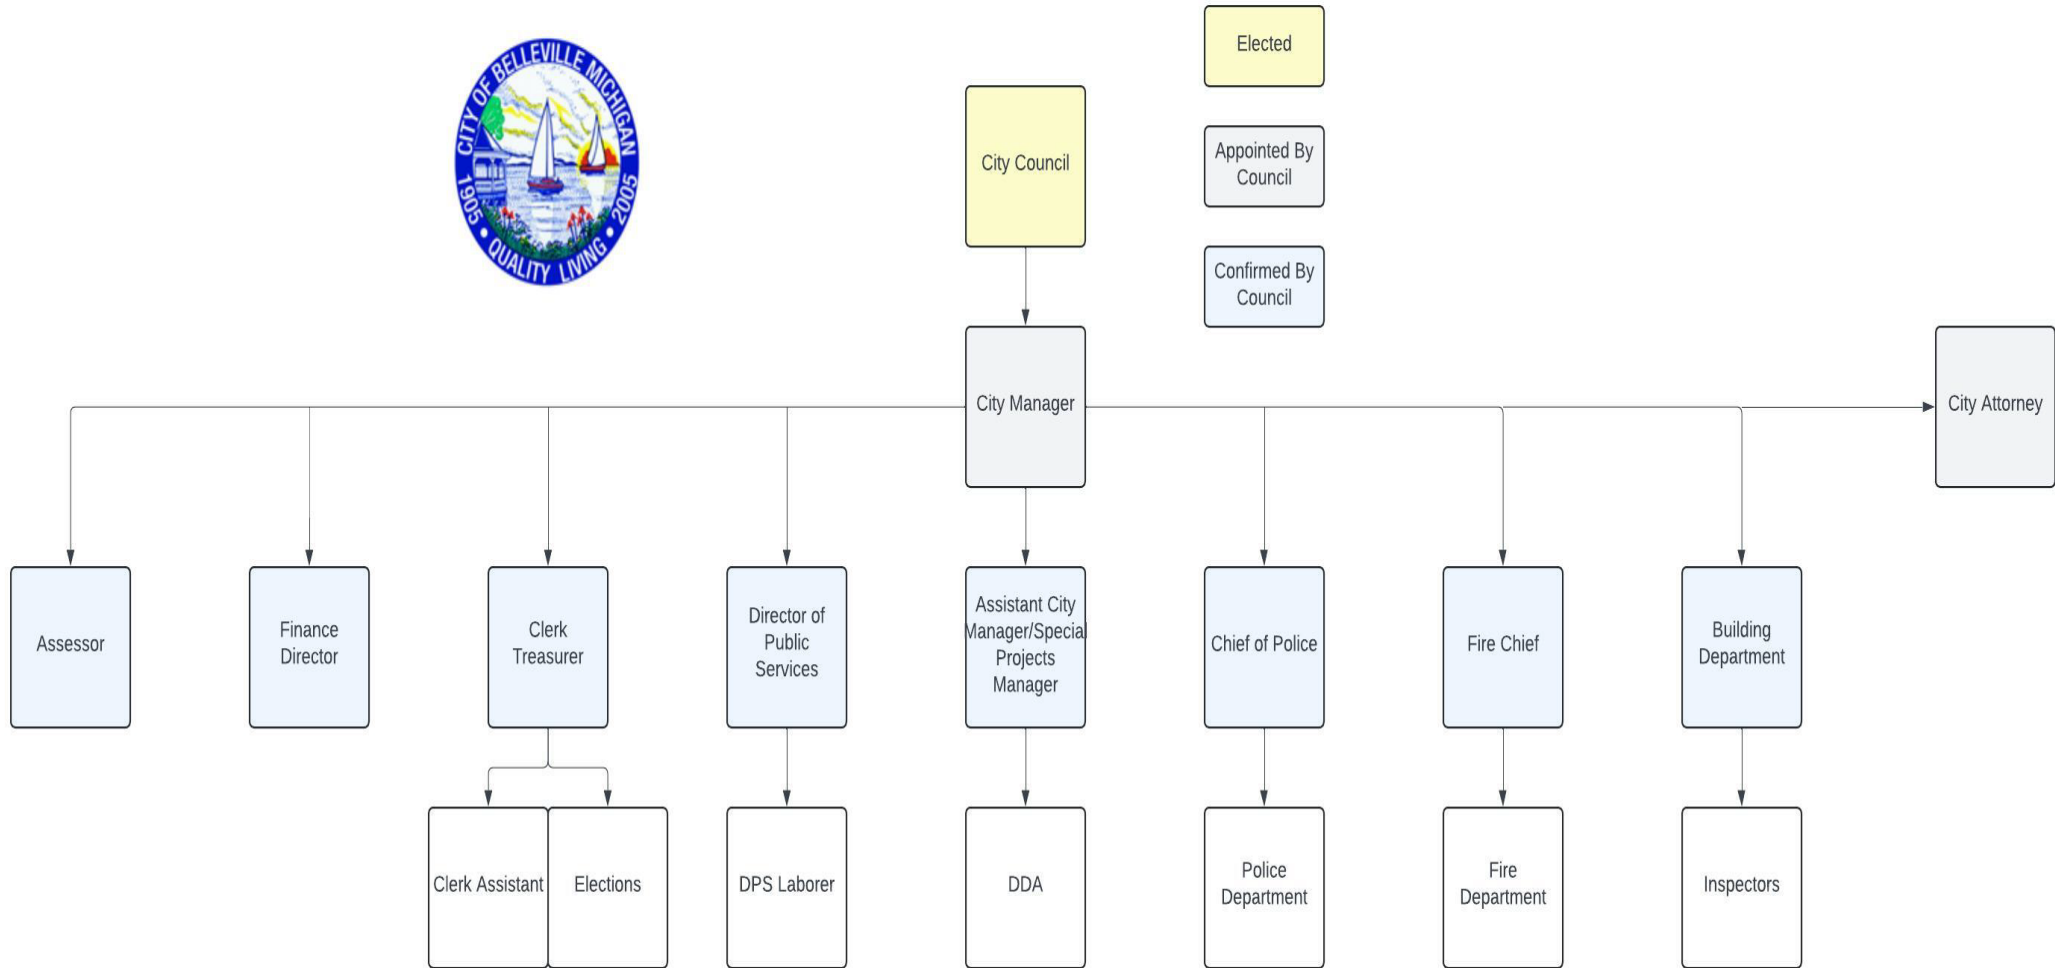 CITY OF BELLEVILLE MICHIGAN
1905 • QUALITY LIVING • 2005
Elected
Appointed By
Council
Confirmed By
Council
City Council
City Manager
City Attorney
Assessor
Finance
Director
Clerk
Treasurer
Director of
Public
Services
Assistant City
Manager/Special
Projects
Manager
Chief of Police
Fire Chief
Building
Department
Clerk Assistant
Elections
DPS Laborer
DDA
Police
Department
Fire
Department
Inspectors